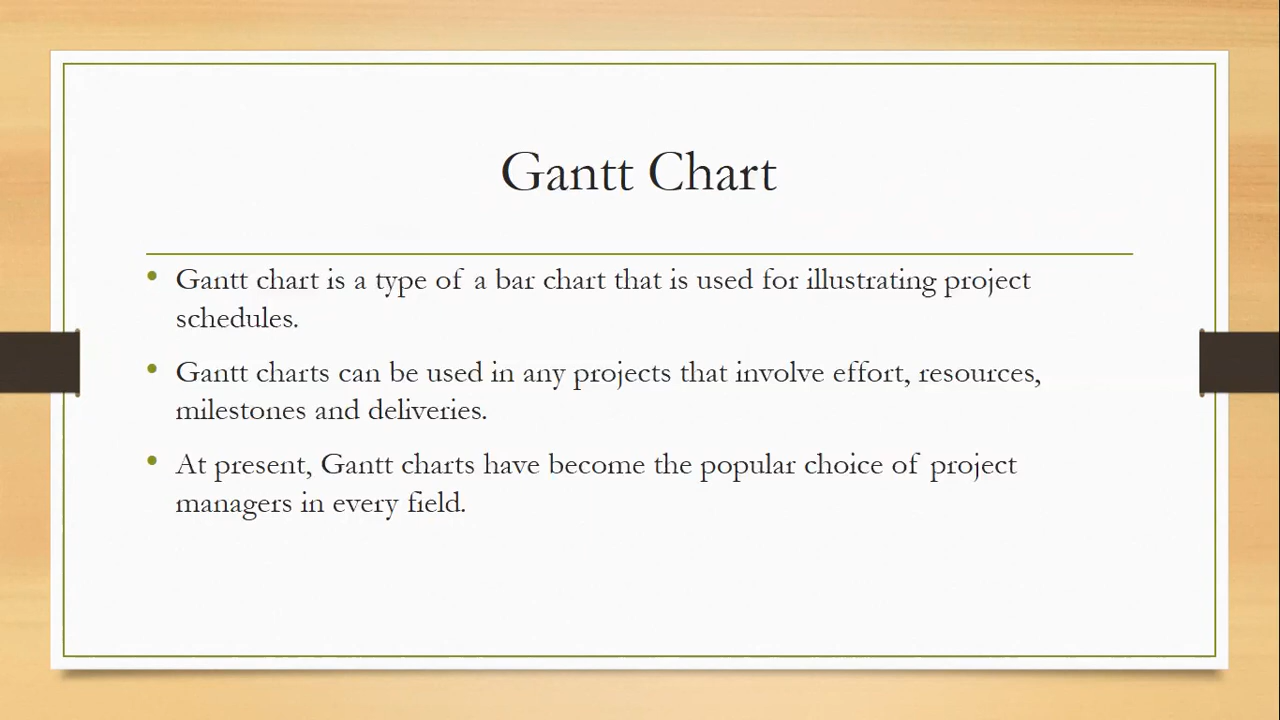 Gantt Chart
• Gantt chart is a type of a bar chart that is used for illustrating project
schedules.
• Gantt charts can be used in any projects that involve effort, resources,
milestones and deliveries.
• At present, Gantt charts have become the popular choice of project
managers in every field.